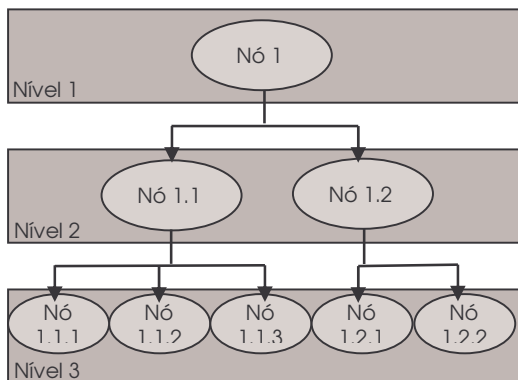 Nó 1
Nível 1
Nó 1.1
Nó 1.2
Nível 2
Nó
1.1.1
Nó
1.1.2
Nó
1.1.3
Nó
1.2.1
Nó
1.2.2
Nível 3